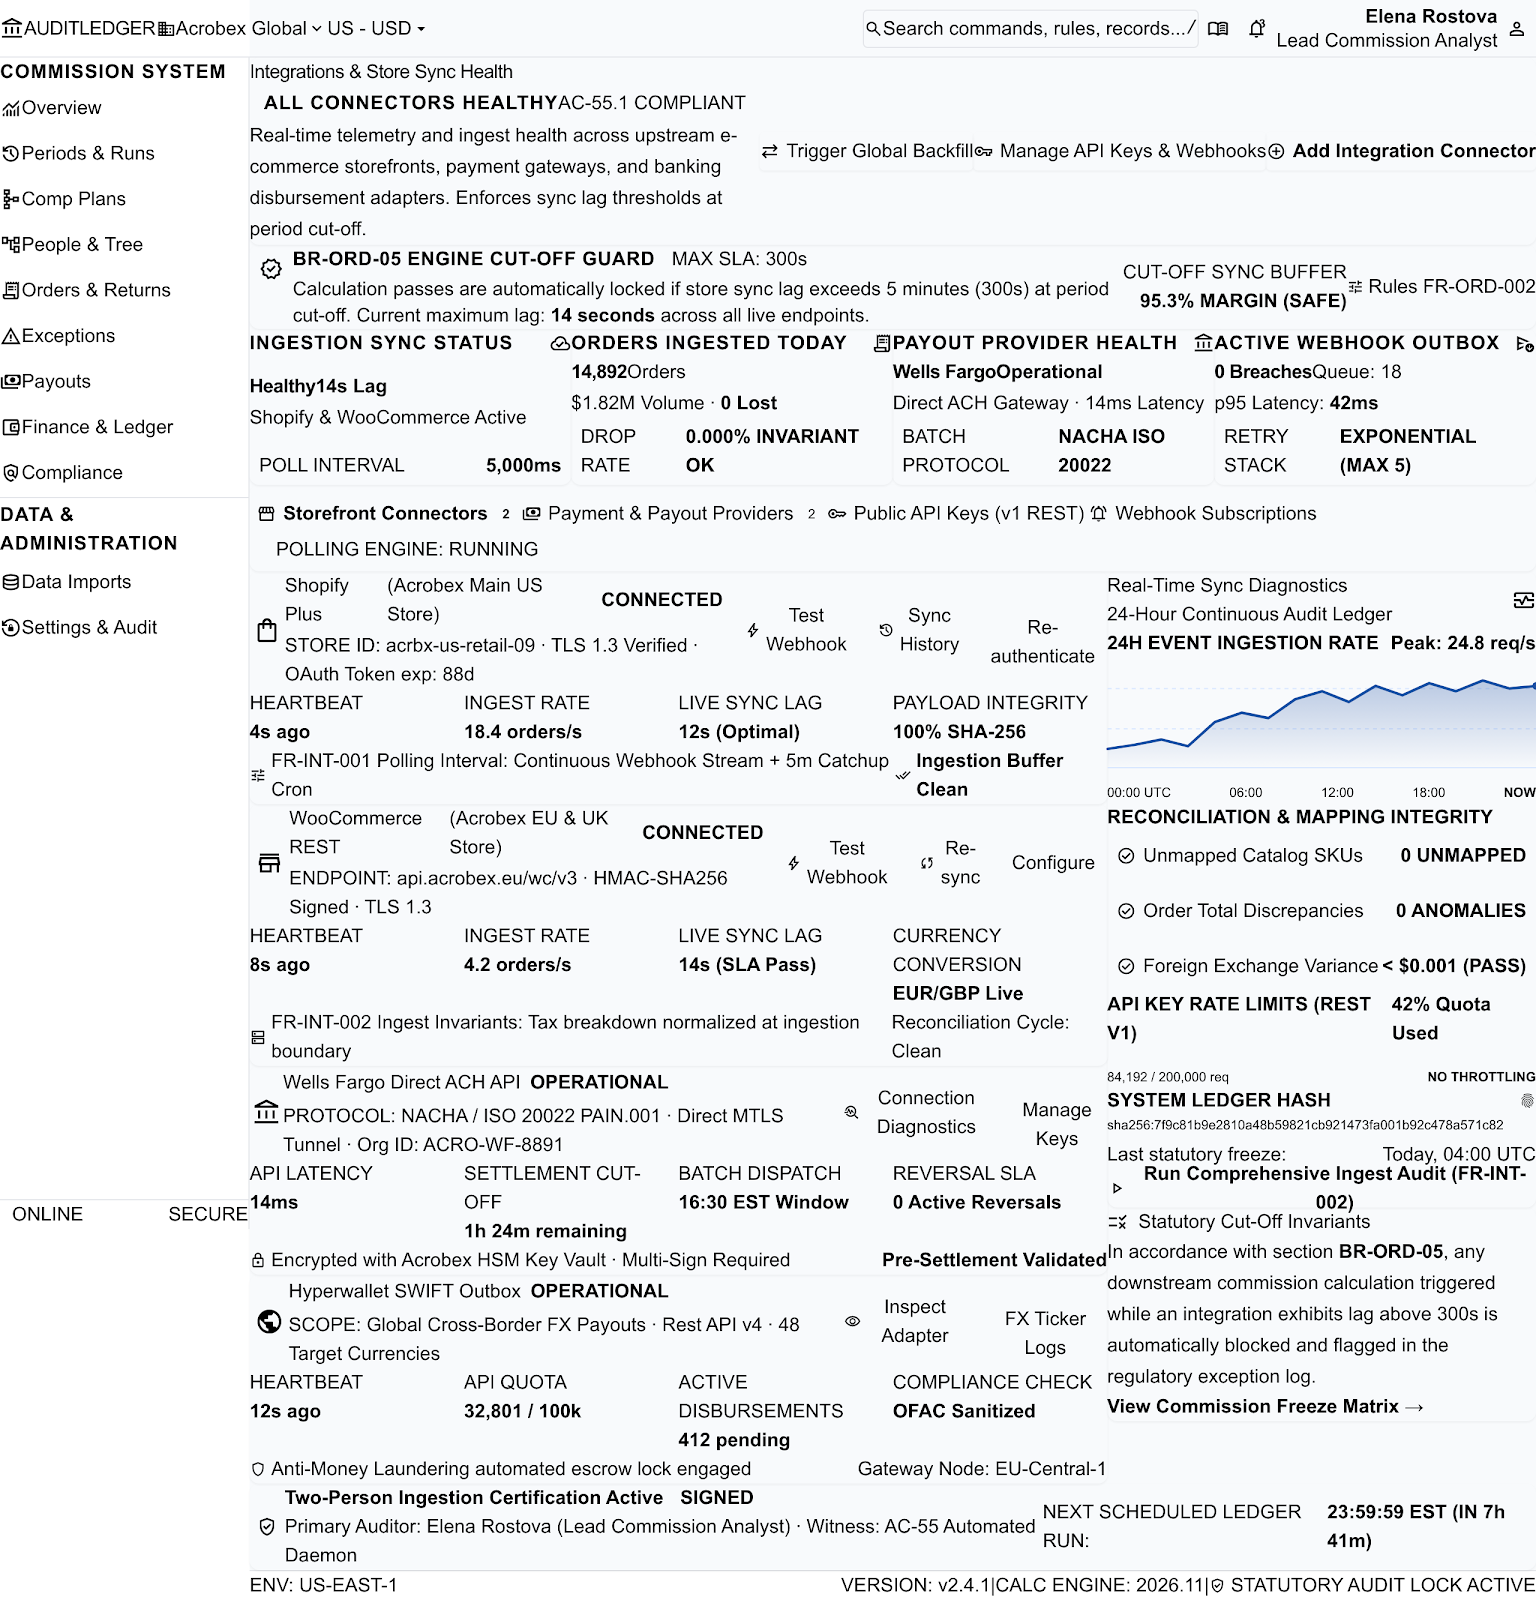 AUDITLEDGER Acrobex Global US - USD Search commands, rules, records... / 3 Elena Rostova
Lead Commission Analyst
COMMISSION SYSTEM
Overview
Periods & Runs
Comp Plans
People & Tree
Orders & Returns
Exceptions
Payouts
Finance & Ledger
Compliance
DATA &
ADMINISTRATION
Data Imports
Settings & Audit
ONLINE SECURE
Integrations & Store Sync Health
ALL CONNECTORS HEALTHY AC-55.1 COMPLIANT
Real-time telemetry and ingest health across upstream e-
commerce storefronts, payment gateways, and banking
disbursement adapters. Enforces sync lag thresholds at
period cut-off.
Trigger Global Backfill Manage API Keys & Webhooks Add Integration Connector
BR-ORD-05 ENGINE CUT-OFF GUARD MAX SLA: 300s
Calculation passes are automatically locked if store sync lag exceeds 5 minutes (300s) at period
cut-off. Current maximum lag: 14 seconds across all live endpoints.
CUT-OFF SYNC BUFFER
95.3% MARGIN (SAFE)
Rules FR-ORD-002
INGESTION SYNC STATUS
Healthy14s Lag
Shopify & WooCommerce Active
POLL INTERVAL 5,000ms
ORDERS INGESTED TODAY
14,892Orders
$1.82M Volume · 0 Lost
DROP RATE
0.000% INVARIANT OK
PAYOUT PROVIDER HEALTH
Wells FargoOperational
Direct ACH Gateway · 14ms Latency
BATCH PROTOCOL
NACHA ISO 20022
ACTIVE WEBHOOK OUTBOX
0 BreachesQueue: 18
p95 Latency: 42ms
RETRY STACK
EXPONENTIAL (MAX 5)
Storefront Connectors 2 Payment & Payout Providers 2 Public API Keys (v1 REST) Webhook Subscriptions
POLLING ENGINE: RUNNING
Shopify Plus
(Acrobex Main US Store)
CONNECTED
STORE ID: acrbx-us-retail-09 · TLS 1.3 Verified ·
OAuth Token exp: 88d
Test Webhook
Sync History
Re-authenticate
HEARTBEAT INGEST RATE LIVE SYNC LAG PAYLOAD INTEGRITY
4s ago 18.4 orders/s 12s (Optimal) 100% SHA-256
FR-INT-001 Polling Interval: Continuous Webhook Stream + 5m Catchup
Cron
Ingestion Buffer
Clean
WooCommerce REST
(Acrobex EU & UK Store)
CONNECTED
ENDPOINT: api.acrobex.eu/wc/v3 · HMAC-SHA256
Signed · TLS 1.3
Test Webhook
Re-sync
Configure
HEARTBEAT INGEST RATE LIVE SYNC LAG CURRENCY CONVERSION
8s ago 4.2 orders/s 14s (SLA Pass) EUR/GBP Live
FR-INT-002 Ingest Invariants: Tax breakdown normalized at ingestion
boundary
Reconciliation Cycle:
Clean
Wells Fargo Direct ACH API OPERATIONAL
PROTOCOL: NACHA / ISO 20022 PAIN.001 · Direct MTLS
Tunnel · Org ID: ACRO-WF-8891
Connection Diagnostics
Manage Keys
API LATENCY SETTLEMENT CUT-OFF BATCH DISPATCH REVERSAL SLA
14ms 1h 24m remaining 16:30 EST Window 0 Active Reversals
Encrypted with Acrobex HSM Key Vault · Multi-Sign Required Pre-Settlement Validated
Hyperwallet SWIFT Outbox OPERATIONAL
SCOPE: Global Cross-Border FX Payouts · Rest API v4 · 48
Target Currencies
Inspect Adapter
FX Ticker Logs
HEARTBEAT API QUOTA ACTIVE DISBURSEMENTS COMPLIANCE CHECK
12s ago 32,801 / 100k 412 pending OFAC Sanitized
Anti-Money Laundering automated escrow lock engaged Gateway Node: EU-Central-1
Real-Time Sync Diagnostics
24-Hour Continuous Audit Ledger
24H EVENT INGESTION RATE Peak: 24.8 req/s
00:00 UTC 06:00 12:00 18:00 NOW
RECONCILIATION & MAPPING INTEGRITY
Unmapped Catalog SKUs 0 UNMAPPED
Order Total Discrepancies 0 ANOMALIES
Foreign Exchange Variance < $0.001 (PASS)
API KEY RATE LIMITS (REST V1)
42% Quota Used
84,192 / 200,000 req NO THROTTLING
SYSTEM LEDGER HASH
sha256:7f9c81b9e2810a48b59821cb921473fa001b92c478a571c82
Last statutory freeze: Today, 04:00 UTC
Run Comprehensive Ingest Audit (FR-INT-
002)
Statutory Cut-Off Invariants
In accordance with section BR-ORD-05, any
downstream commission calculation triggered
while an integration exhibits lag above 300s is
automatically blocked and flagged in the
regulatory exception log.
View Commission Freeze Matrix →
Two-Person Ingestion Certification Active SIGNED
Primary Auditor: Elena Rostova (Lead Commission Analyst) · Witness: AC-55 Automated
Daemon
NEXT SCHEDULED LEDGER RUN:
23:59:59 EST (IN 7h 41m)
ENV: US-EAST-1 VERSION: v2.4.1|CALC ENGINE: 2026.11| STATUTORY AUDIT LOCK ACTIVE